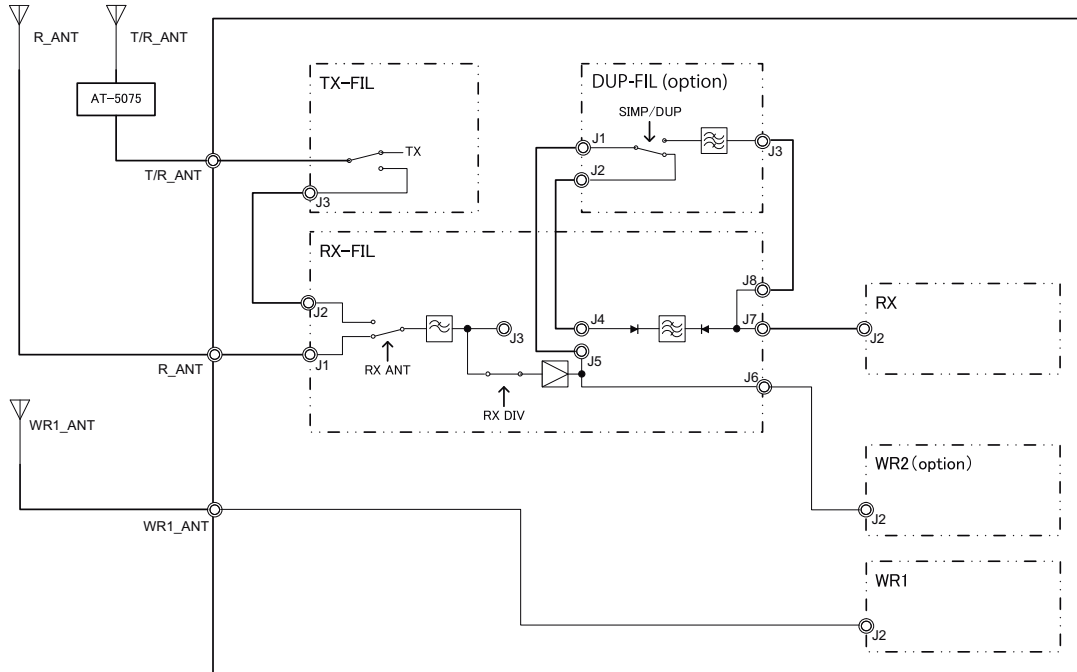 R_ANT
T/R_ANT
AT-5075
T/R_ANT
TX-FIL
TX
J3
DUP-FIL (option)
SIMP/DUP
J1
J2
J3
RX-FIL
J2
J1
RX ANT
J3
RX DIV
J4
J5
J8
J7
J6
R_ANT
RX
J2
WR1_ANT
WR1_ANT
WR2(option)
J2
WR1
J2